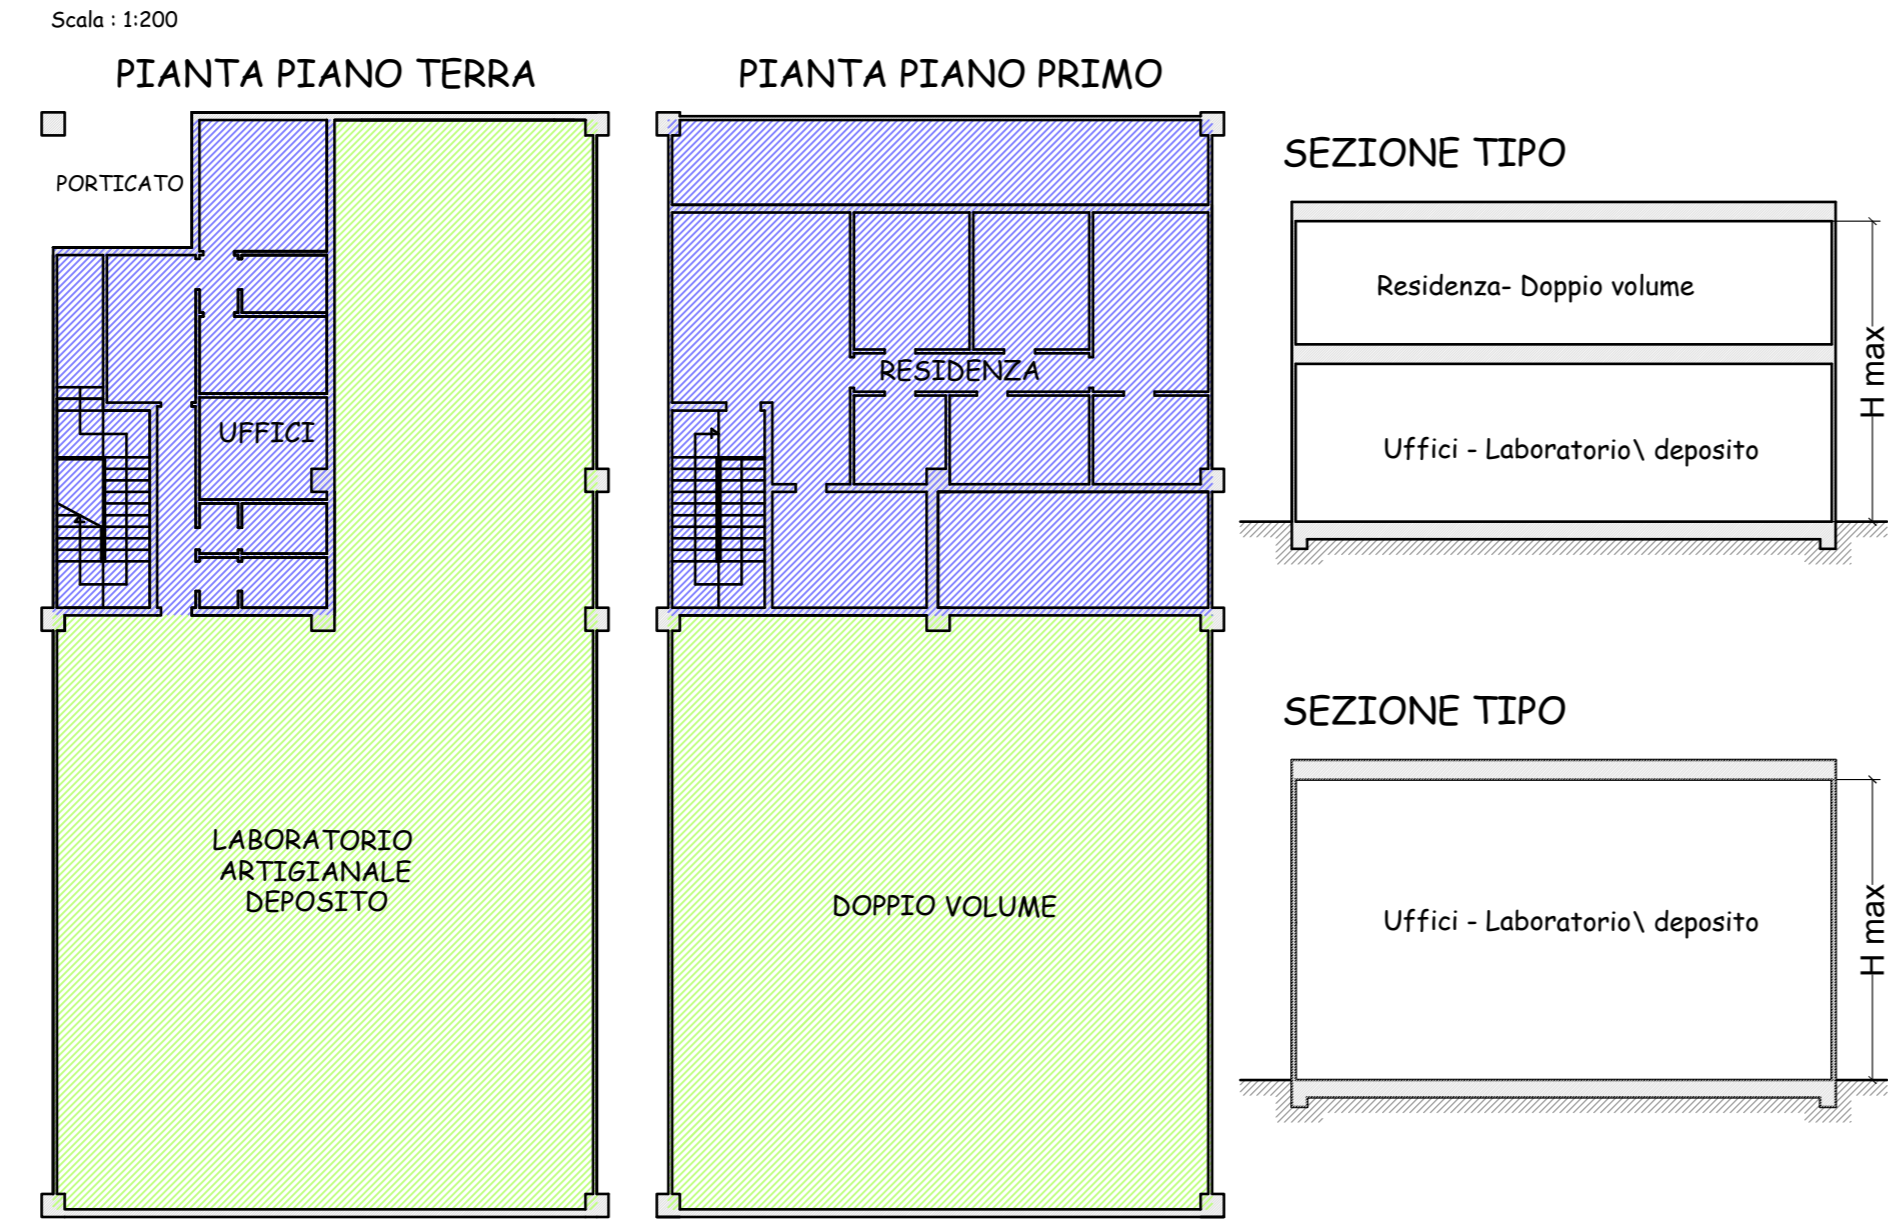 Scala : 1:200
PIANTA PIANO TERRA
PIANTA PIANO PRIMO
PORTICATO
UFFICI
LABORATORIO
ARTIGIANALE
DEPOSITO
RESIDENZA
DOPPIO VOLUME
SEZIONE TIPO
Residenza- Doppio volume
Uffici - Laboratorio\ deposito
H max
SEZIONE TIPO
Uffici - Laboratorio\ deposito
H max